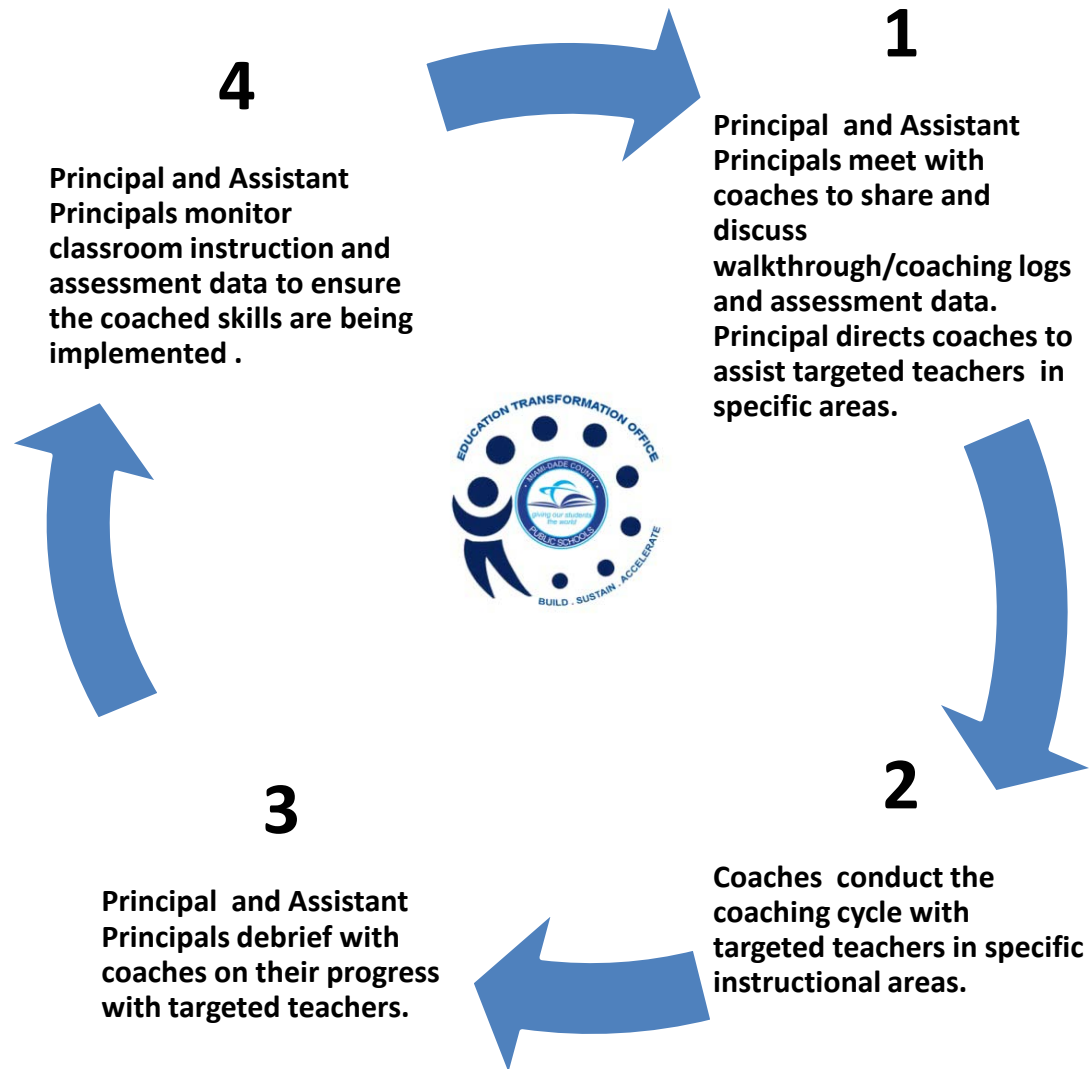 1
Principal and Assistant
Principals meet with
coaches to share and
discuss
walkthrough/coaching logs
and assessment data.
Principal directs coaches to
assist targeted teachers in
specific areas.
2
Coaches conduct the
coaching cycle with
targeted teachers in specific
instructional areas.
3
Principal and Assistant
Principals debrief with
coaches on their progress
with targeted teachers.
4
Principal and Assistant
Principals monitor
classroom instruction and
assessment data to ensure
the coached skills are being
implemented .
EDUCATION TRANSFORMATION OFFICE
MIAMI-DADE COUNTY
giving our students
the world
PUBLIC SCHOOLS
BUILD . SUSTAIN . ACCELERATE